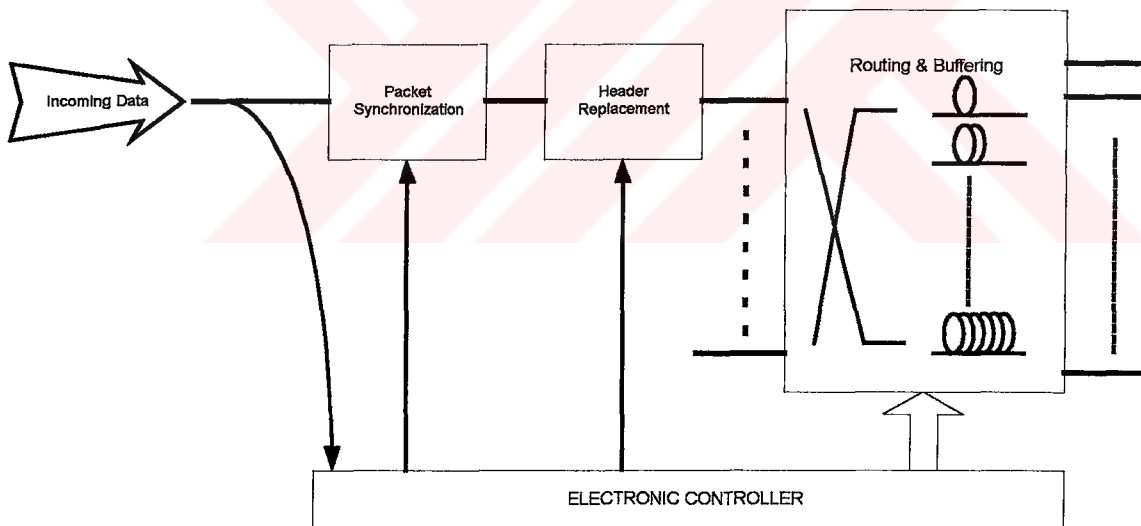 Incoming Data
Packet
Synchronization
Header
Replacement
Routing & Buffering
ELECTRONIC CONTROLLER